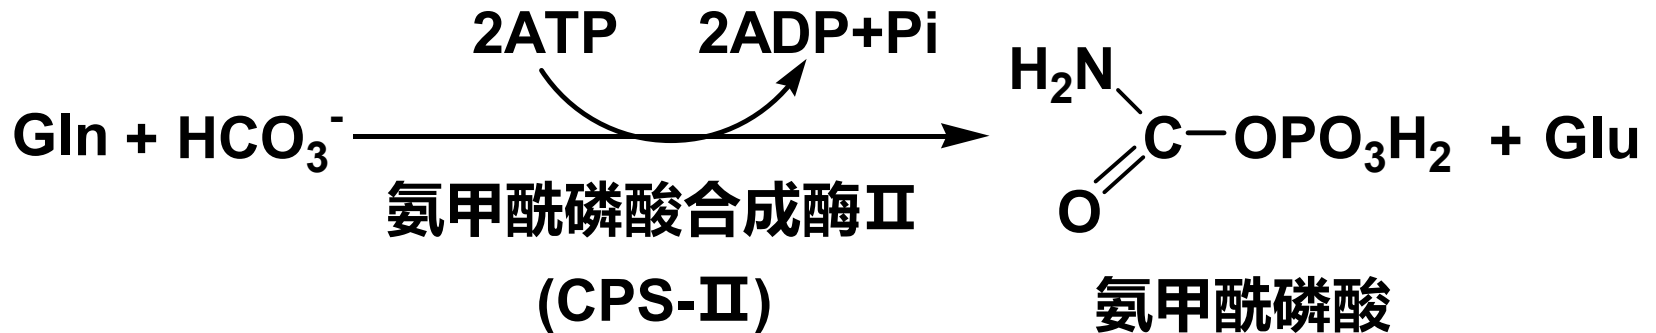 2ATP 2ADP+Pi
Gln + HCO₃⁻ H₂N C OPO₃H₂ + Glu
O
氨甲酰磷酸合成酶Ⅱ
(CPS-Ⅱ) 氨甲酰磷酸